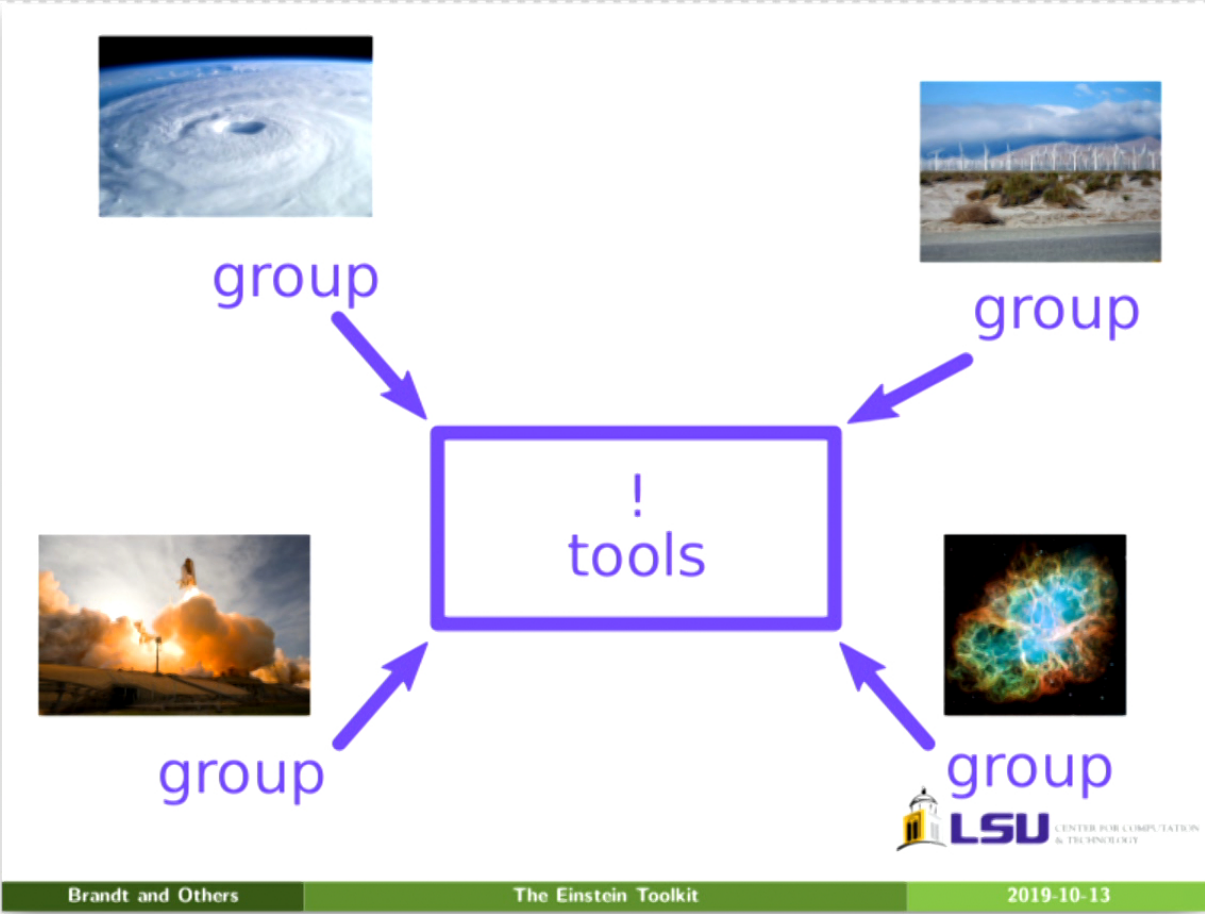 group
group
!
tools
group
group
LSU
CENTER FOR COMPUTATION
& TECHNOLOGY
Brandt and Others
The Einstein Toolkit
2019-10-13